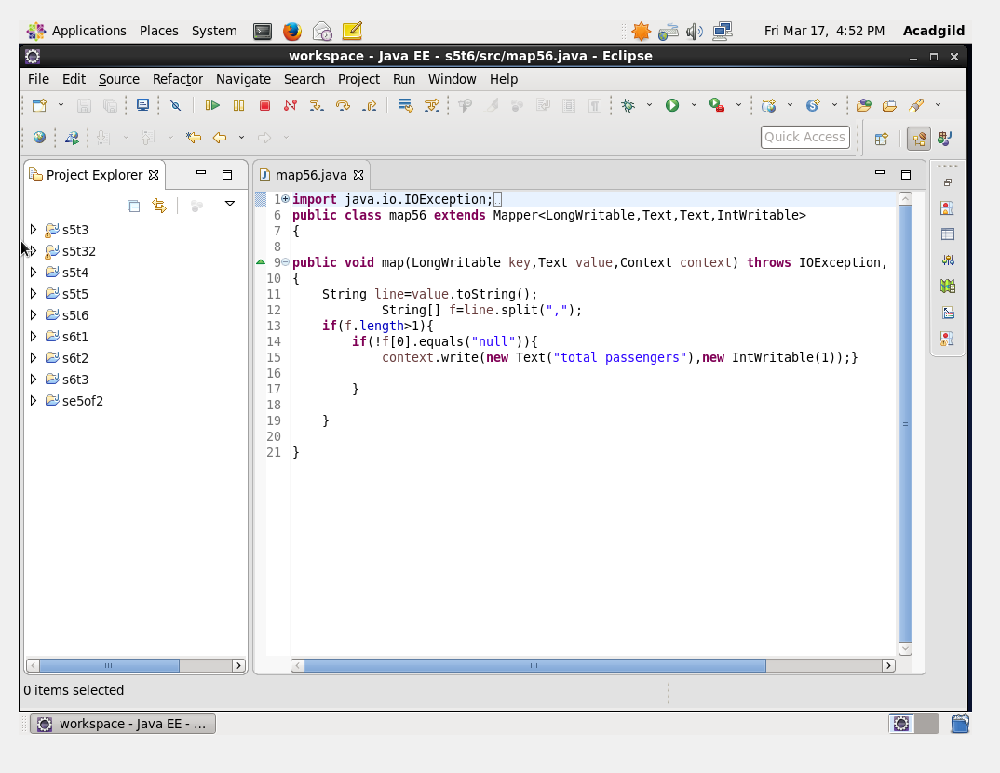 Applications Places System Fri Mar 17, 4:52 PM Acadgild
workspace - Java EE - s5t6/src/map56.java - Eclipse
File Edit Source Refactor Navigate Search Project Run Window Help
Quick Access
Project Explorer
map56.java
s5t3
s5t32
s5t4
s5t5
s5t6
s6t1
s6t2
s6t3
se5of2
1 import java.io.IOException;
6 public class map56 extends Mapper<LongWritable,Text,Text,IntWritable>
7 {
8
9 public void map(LongWritable key,Text value,Context context) throws IOException,
10 {
11 String line=value.toString();
12 String[] f=line.split(",");
13 if(f.length>1){
14 if(!f[0].equals("null")){
15 context.write(new Text("total passengers"),new IntWritable(1));}
16
17 }
18
19 }
20
21 }
0 items selected
workspace - Java EE - ...